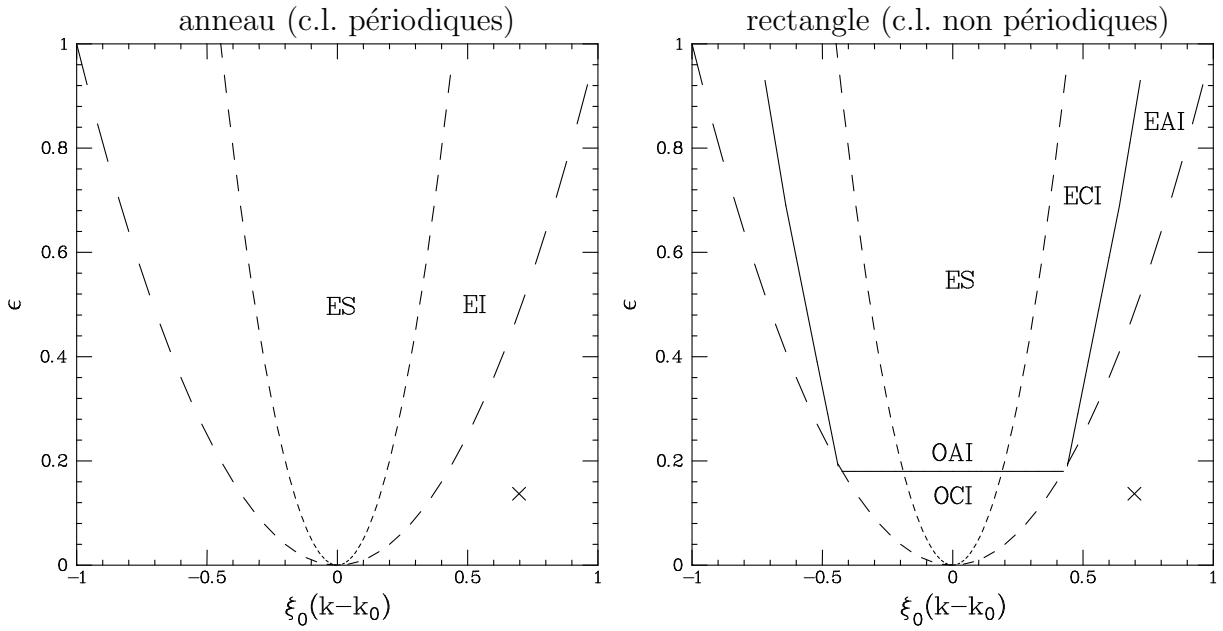 anneau (c.l. périodiques)
1
0.8
0.6
0.4
0.2
0
ϵ
ES
EI
×
−1
−0.5
0
0.5
1
ξ₀(k−k₀)
rectangle (c.l. non périodiques)
1
0.8
0.6
0.4
0.2
0
ϵ
EAI
ECI
ES
OAI
OCI
×
−1
−0.5
0
0.5
1
ξ₀(k−k₀)